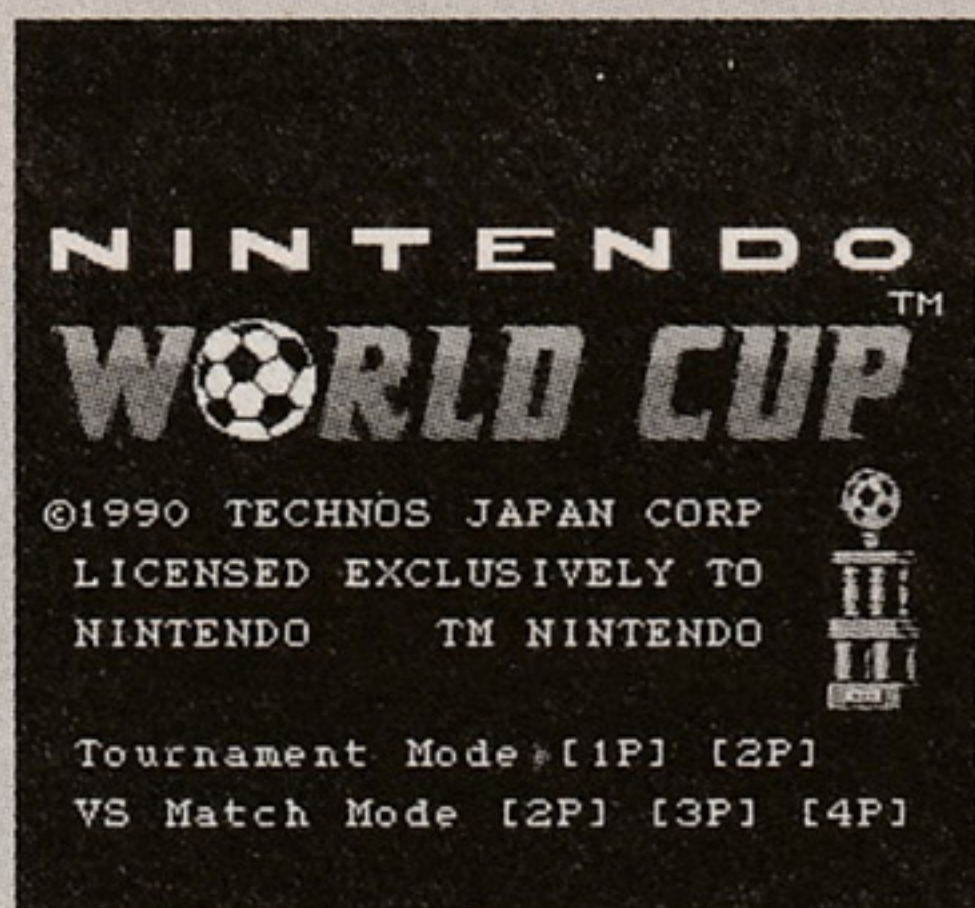 NINTENDO
TM
WORLD CUP
©1990 TECHNOS JAPAN CORP
LICENSED EXCLUSIVELY TO
NINTENDO TM NINTENDO
Tournament Mode [1P] [2P]
VS Match Mode [2P] [3P] [4P]